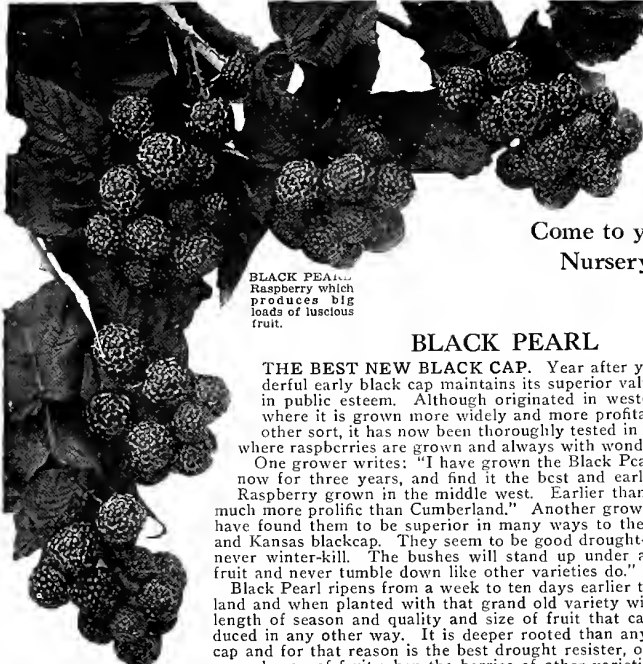 Come to y
Nursery
BLACK PEARL
Raspberry which
produces big
loads of luscious
fruit.
BLACK PEARL
THE BEST NEW BLACK CAP. Year after y
derful early black cap maintains its superior val
in public esteem. Although originated in west
where it is grown more widely and more profita
other sort, it has now been thoroughly tested in
where raspberries are grown and always with wond
One grower writes: "I have grown the Black Pea
now for three years, and find it the best and earl
Raspberry grown in the middle west. Earlier than
much more prolific than Cumberland." Another grow
have found them to be superior in many ways to the
and Kansas blackcap. They seem to be good drought-
never winter-kill. The bushes will stand up under a
fruit and never tumble down like other varieties do."
Black Pearl ripens from a week to ten days earlier t
land and when planted with that grand old variety wi
length of season and quality and size of fruit that ca
duced in any other way. It is deeper rooted than any
cap and for that reason is the best drought resister, o